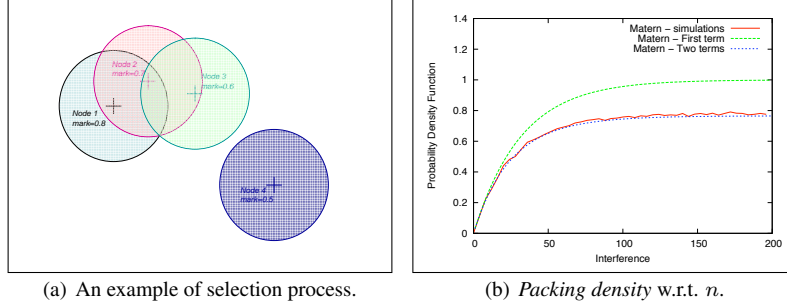 Node 2
mark=0.7
Node 3
mark=0.6
Node 1
mark=0.8
Node 4
mark=0.5
(a) An example of selection process.
1.4
1.2
1
0.8
0.6
0.4
0.2
0
Probability Density Function
Matern - simulations
Matern - First term
Matern - Two terms
0 50 100 150 200
Interference
(b) Packing density w.r.t. n.